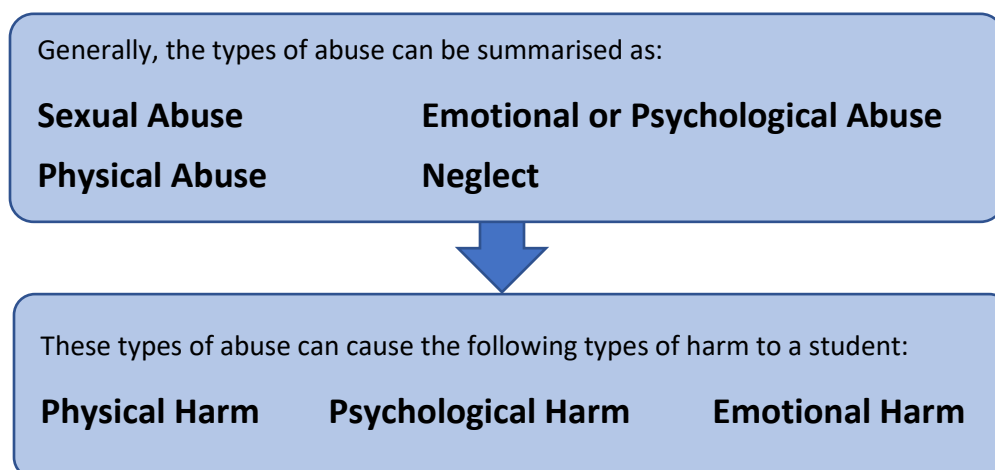 Generally, the types of abuse can be summarised as:
Sexual Abuse Emotional or Psychological Abuse
Physical Abuse Neglect
These types of abuse can cause the following types of harm to a student:
Physical Harm Psychological Harm Emotional Harm